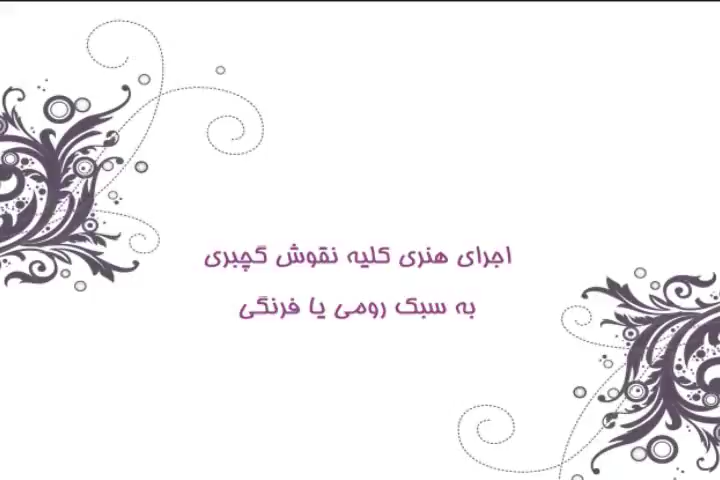 اجرای هنری کلیه نقوش گچبری
به سبک رومی یا فرنگی